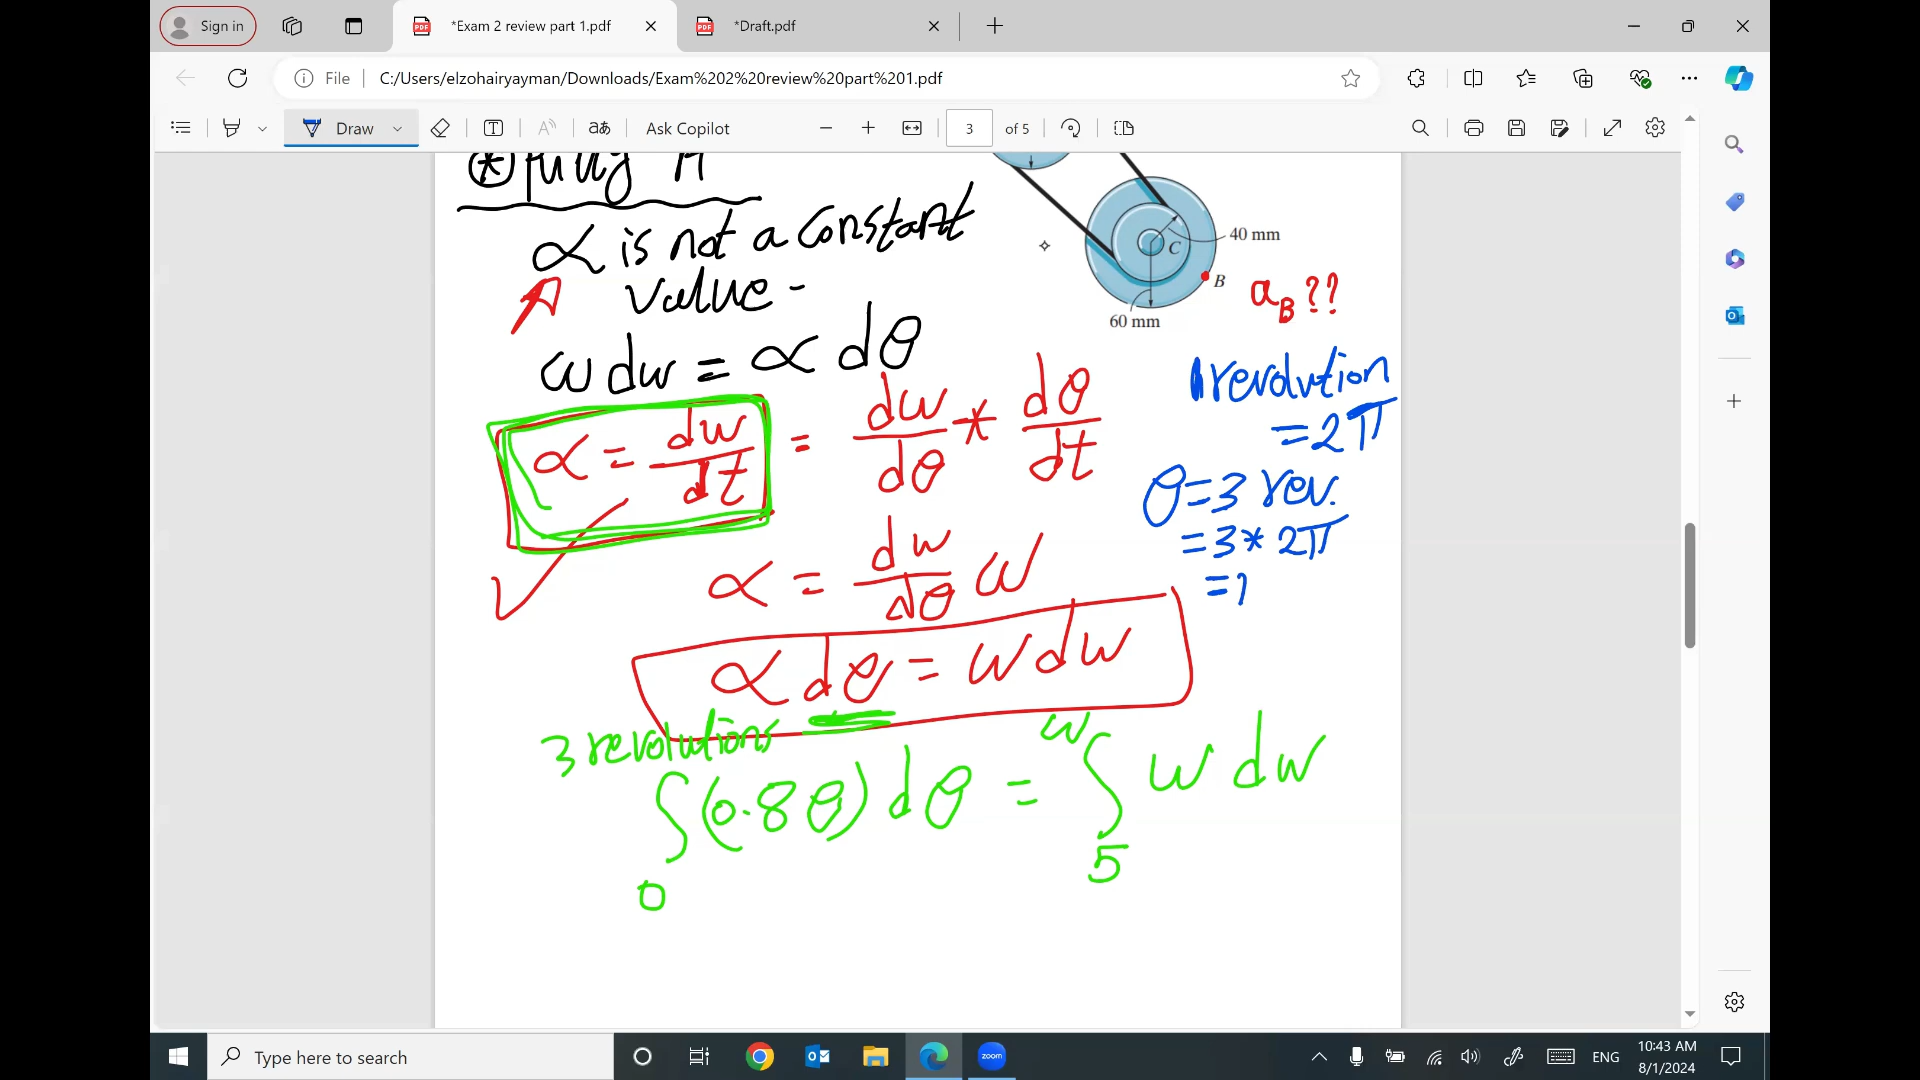 Sign in
*Exam 2 review part 1.pdf
*Draft.pdf
File
C:/Users/elzohairyayman/Downloads/Exam%202%20review%20part%201.pdf
Draw
Ask Copilot
3 of 5
α is not a constant
value -
40 mm
C
B
60 mm
a_B ??
ω dω = α dθ
α = dω/dt = dω/dθ * dθ/dt
1 revolution
= 2π
θ = 3 rev.
= 3 * 2π
= 1
α = dω/dθ ω
α dθ = ω dω
3 revolutions
∫(0.8θ) dθ = ∫ ω dω
ω
0
5
Type here to search
zoom
ENG
10:43 AM
8/1/2024